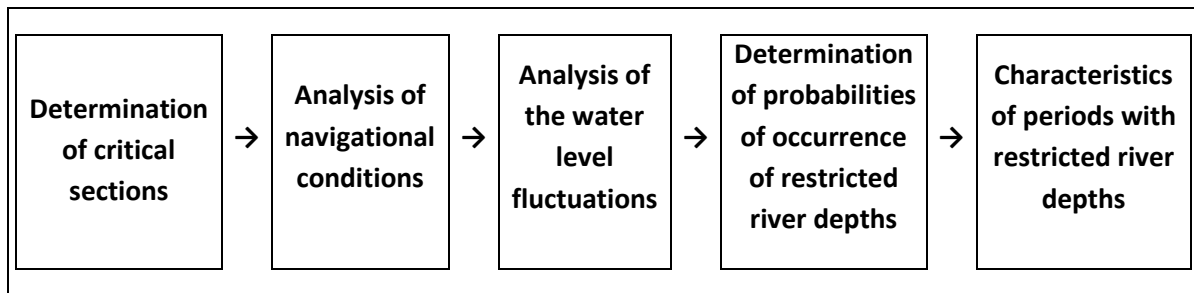 Determination
of critical
sections
→
Analysis of
navigational
conditions
→
Analysis of
the water
level
fluctuations
→
Determination
of probabilities
of occurrence
of restricted
river depths
→
Characteristics
of periods with
restricted river
depths